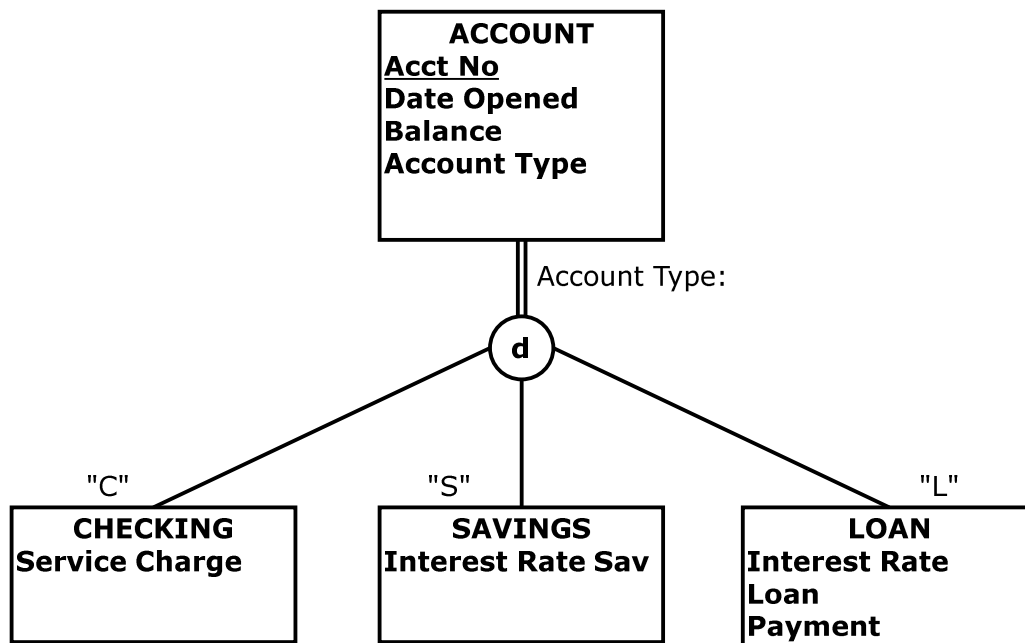 ACCOUNT
Acct No
Date Opened
Balance
Account Type
Account Type:
d
"C"
"S"
"L"
CHECKING
Service Charge
SAVINGS
Interest Rate Sav
LOAN
Interest Rate
Loan
Payment